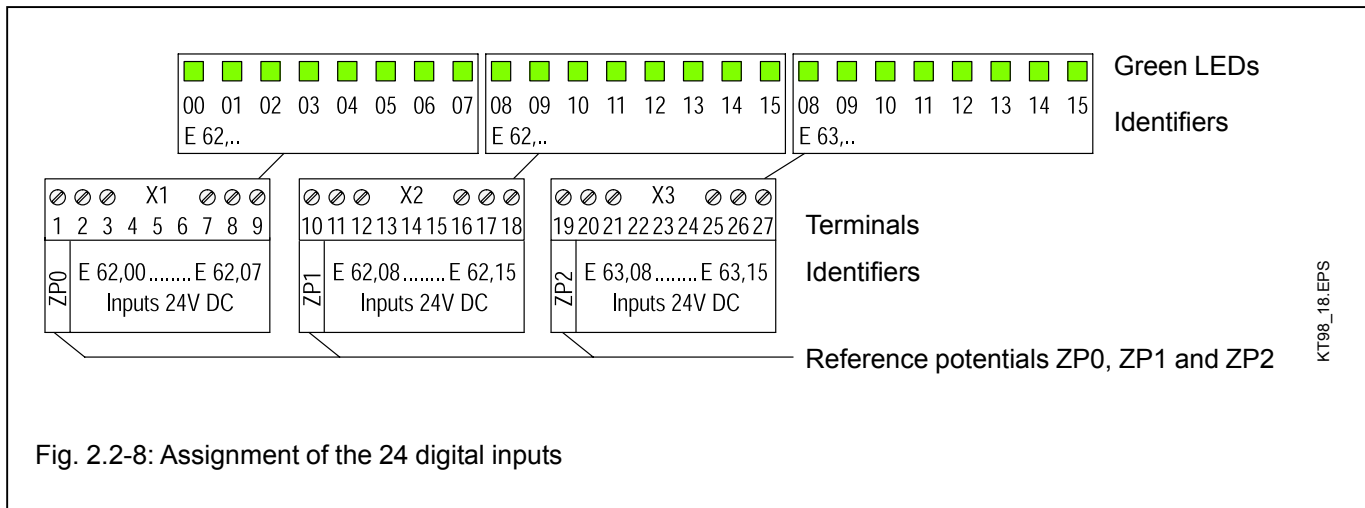 Green LEDs
00 01 02 03 04 05 06 07 08 09 10 11 12 13 14 15 08 09 10 11 12 13 14 15
Identifiers
E 62,.. E 62,.. E 63,..
X1 X2 X3
1 2 3 4 5 6 7 8 9 10 11 12 13 14 15 16 17 18 19 20 21 22 23 24 25 26 27
Terminals
ZP0 E 62,00........E 62,07 ZP1 E 62,08........E 62,15 ZP2 E 63,08........E 63,15
Identifiers
Inputs 24V DC Inputs 24V DC Inputs 24V DC
Reference potentials ZP0, ZP1 and ZP2
KT98_18.EPS
Fig. 2.2-8: Assignment of the 24 digital inputs